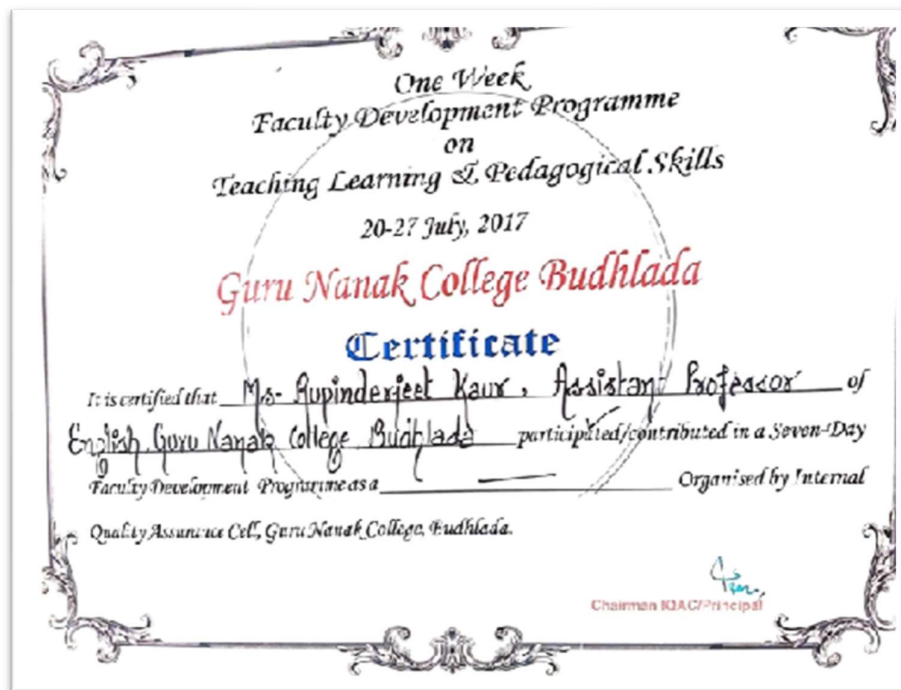 One Week
Faculty Development Programme
on
Teaching Learning & Pedagogical Skills
20-27 July, 2017
Guru Nanak College Budhlada
Certificate
It is certified that Ms. Rupinderjeet Kaur, Assistant Professor of
English, Guru Nanak College, Budhlada participated/contributed in a Seven-Day
Faculty Development Programme as a — Organised by Internal
Quality Assurance Cell, Guru Nanak College, Budhlada.
Chairman IQAC/Principal